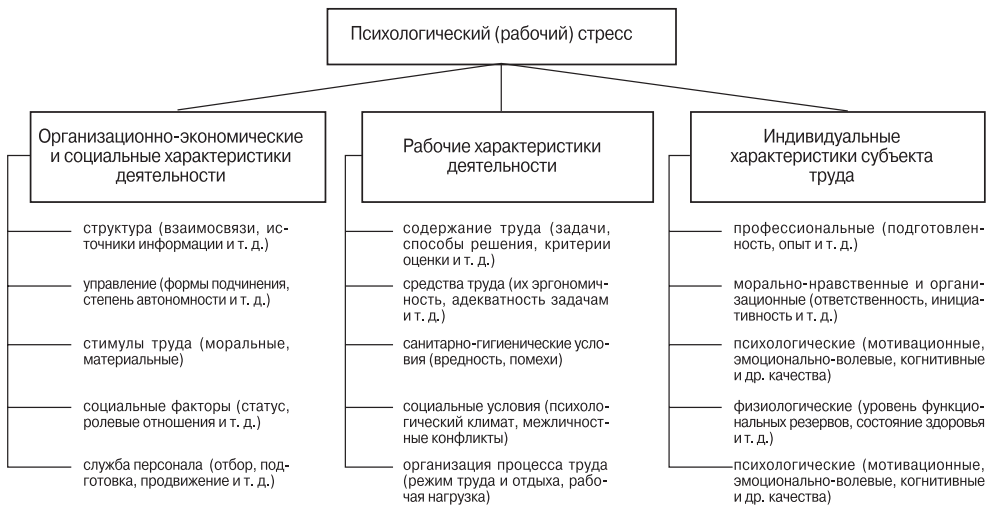 Психологический (рабочий) стресс
Организационно-экономические
и социальные характеристики
деятельности
структура (взаимосвязи, ис-
точники информации и т. д.)
управление (формы подчинения,
степень автономности и т. д.)
стимулы труда (моральные,
материальные)
социальные факторы (статус,
ролевые отношения и т. д.)
служба персонала (отбор, под-
готовка, продвижение и т. д.)
Рабочие характеристики
деятельности
содержание труда (задачи,
способы решения, критерии
оценки и т. д.)
средства труда (их эргономич-
ность, адекватность задачам
и т. д.)
санитарно-гигиенические усло-
вия (вредность, помехи)
социальные условия (психоло-
гический климат, межличност-
ные конфликты)
организация процесса труда
(режим труда и отдыха, рабо-
чая нагрузка)
Индивидуальные
характеристики субъекта
труда
профессиональные (подготовлен-
ность, опыт и т. д.)
морально-нравственные и органи-
зационные (ответственность, инициа-
тивность и т. д.)
психологические (мотивационные,
эмоционально-волевые, когнитивные
и др. качества)
физиологические (уровень функцио-
нальных резервов, состояние здоровья
и т. д.)
психологические (мотивационные,
эмоционально-волевые, когнитивные
и др. качества)